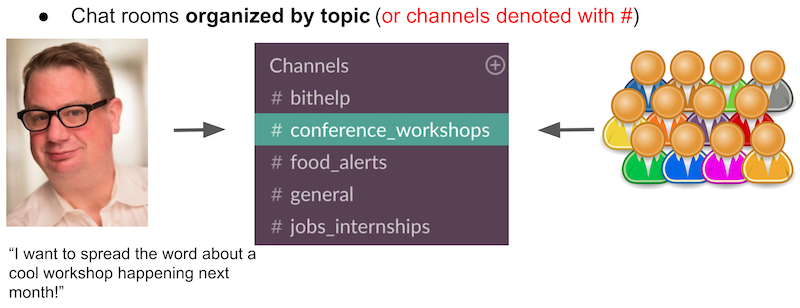 ● Chat rooms organized by topic (or channels denoted with #)
Channels
# bithelp
# conference_workshops
# food_alerts
# general
# jobs_internships
“I want to spread the word about a
cool workshop happening next
month!”